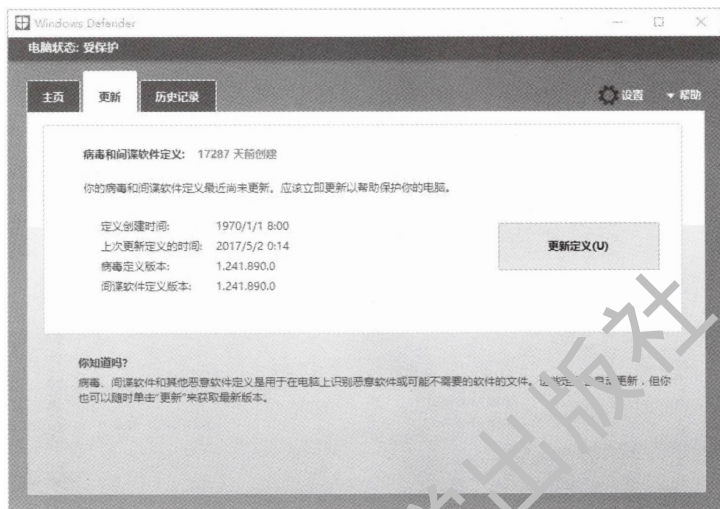 Windows Defender
电脑状态: 受保护
主页 更新 历史记录 设置 帮助
病毒和间谍软件定义: 17287 天前创建
你的病毒和间谍软件定义最近尚未更新。应该立即更新以帮助保护你的电脑。
定义创建时间: 1970/1/1 8:00
上次更新定义的时间: 2017/5/2 0:14
病毒定义版本: 1.241.890.0
间谍软件定义版本: 1.241.890.0
更新定义(U)
你知道吗?
病毒、间谍软件和其他恶意软件定义是用于在电脑上识别恶意软件或可能不需要的软件的文件。 自动更新，但你
也可以随时单击“更新”来获取最新版本。
出版社